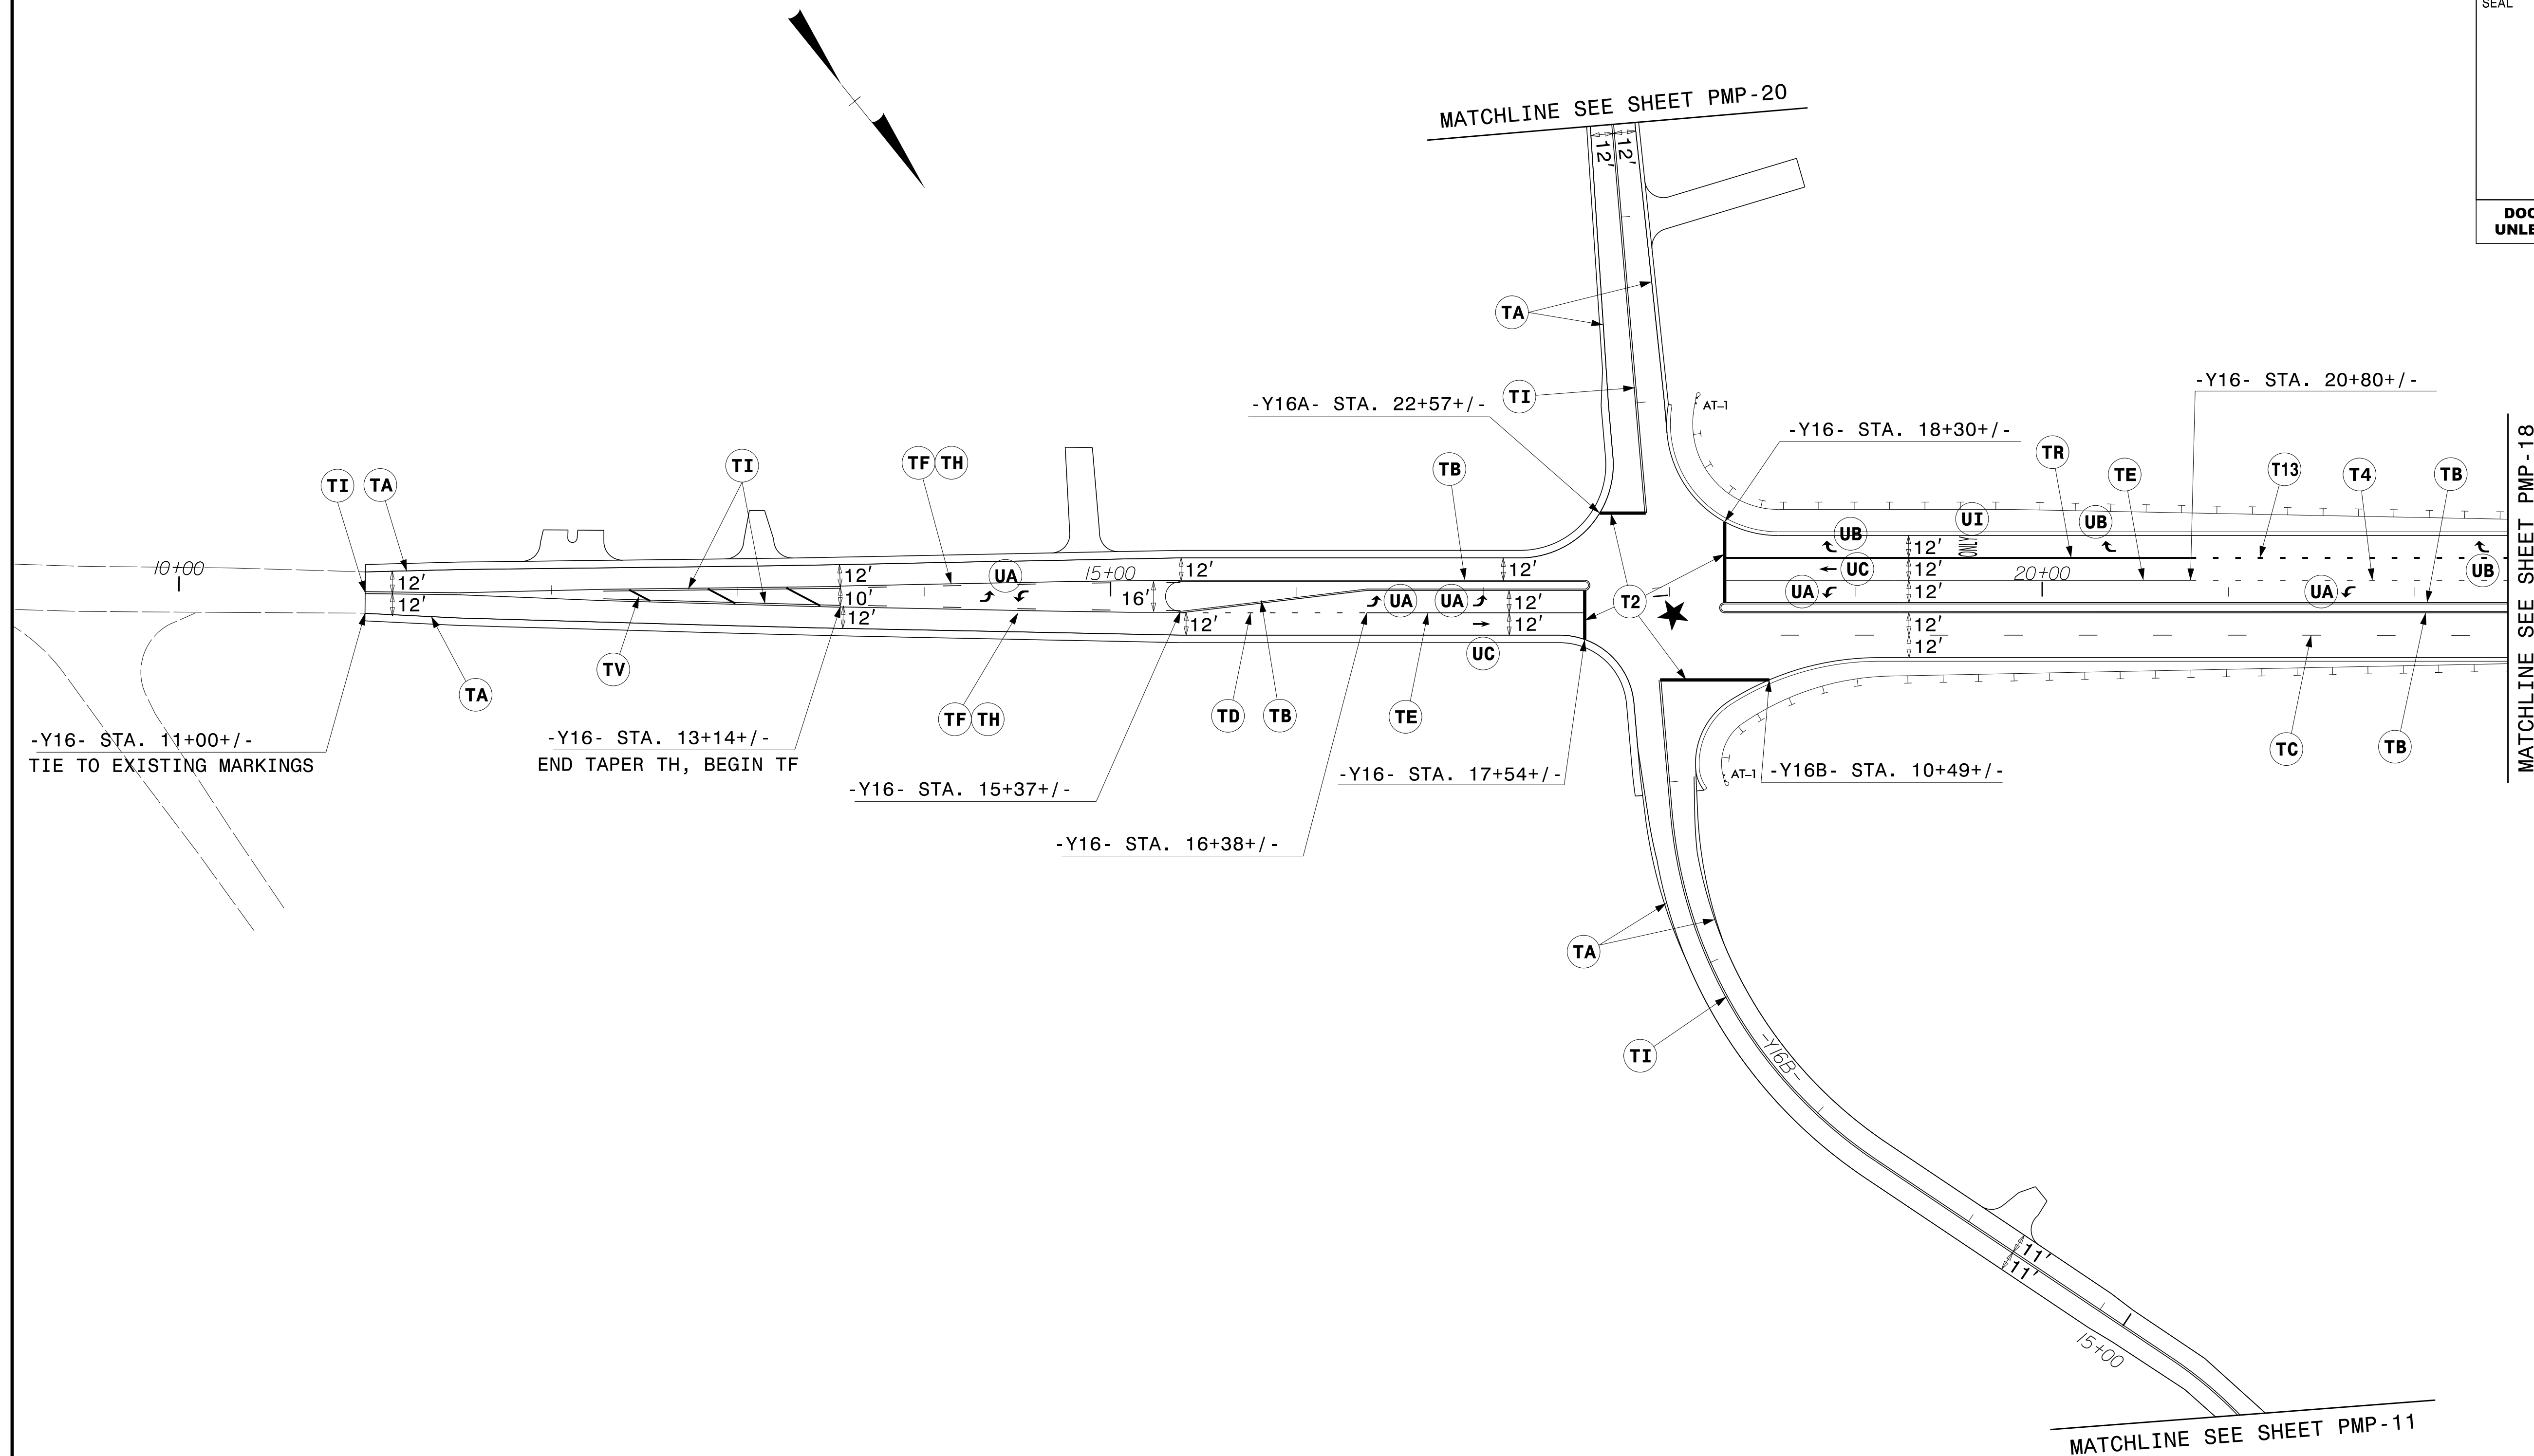 SEAL
DOC
UNLE
MATCHLINE SEE SHEET PMP-20
12'
12'
TA
TI
-Y16A- STA. 22+57+/-
AT-1
-Y16- STA. 18+30+/-
-Y16- STA. 20+80+/-
MATCHLINE SEE SHEET PMP-18
TR
TE
T13
T4
TB
TI
TA
TI
TF
TH
TB
10+00
12'
12'
12'
10'
12'
UA
15+00
12'
16'
12'
12'
UA
UA
12'
12'
UC
T2
UB
UI
UB
ONLY
12'
UC
12'
20+00
UB
UA
12'
UA
12'
12'
TV
TA
TF
TH
TD
TB
TE
TC
TB
-Y16- STA. 11+00+/-
TIE TO EXISTING MARKINGS
-Y16- STA. 13+14+/-
END TAPER TH, BEGIN TF
-Y16- STA. 15+37+/-
-Y16- STA. 16+38+/-
-Y16- STA. 17+54+/-
AT-1
-Y16B- STA. 10+49+/-
TA
TI
-Y16B-
11'
11'
15+00
MATCHLINE SEE SHEET PMP-11